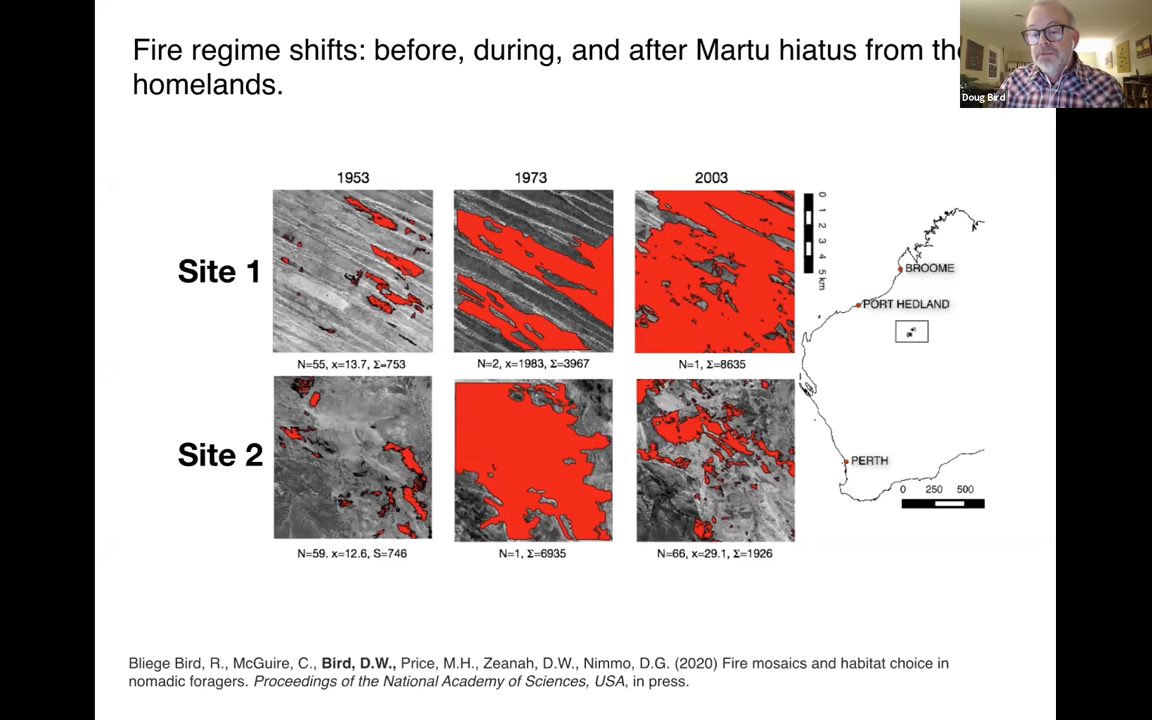 Fire regime shifts: before, during, and after Martu hiatus from the
homelands.
Doug Bird
1953
1973
2003
Site 1
0 1 2 3 4 5 km
BROOME
PORT HEDLAND
N=55, x=13.7, Σ=753
N=2, x=1983, Σ=3967
N=1, Σ=8635
Site 2
PERTH
0 250 500
N=59. x=12.6, S=746
N=1, Σ=6935
N=66, x=29.1, Σ=1926
Bliege Bird, R., McGuire, C., Bird, D.W., Price, M.H., Zeanah, D.W., Nimmo, D.G. (2020) Fire mosaics and habitat choice in
nomadic foragers. Proceedings of the National Academy of Sciences, USA, in press.